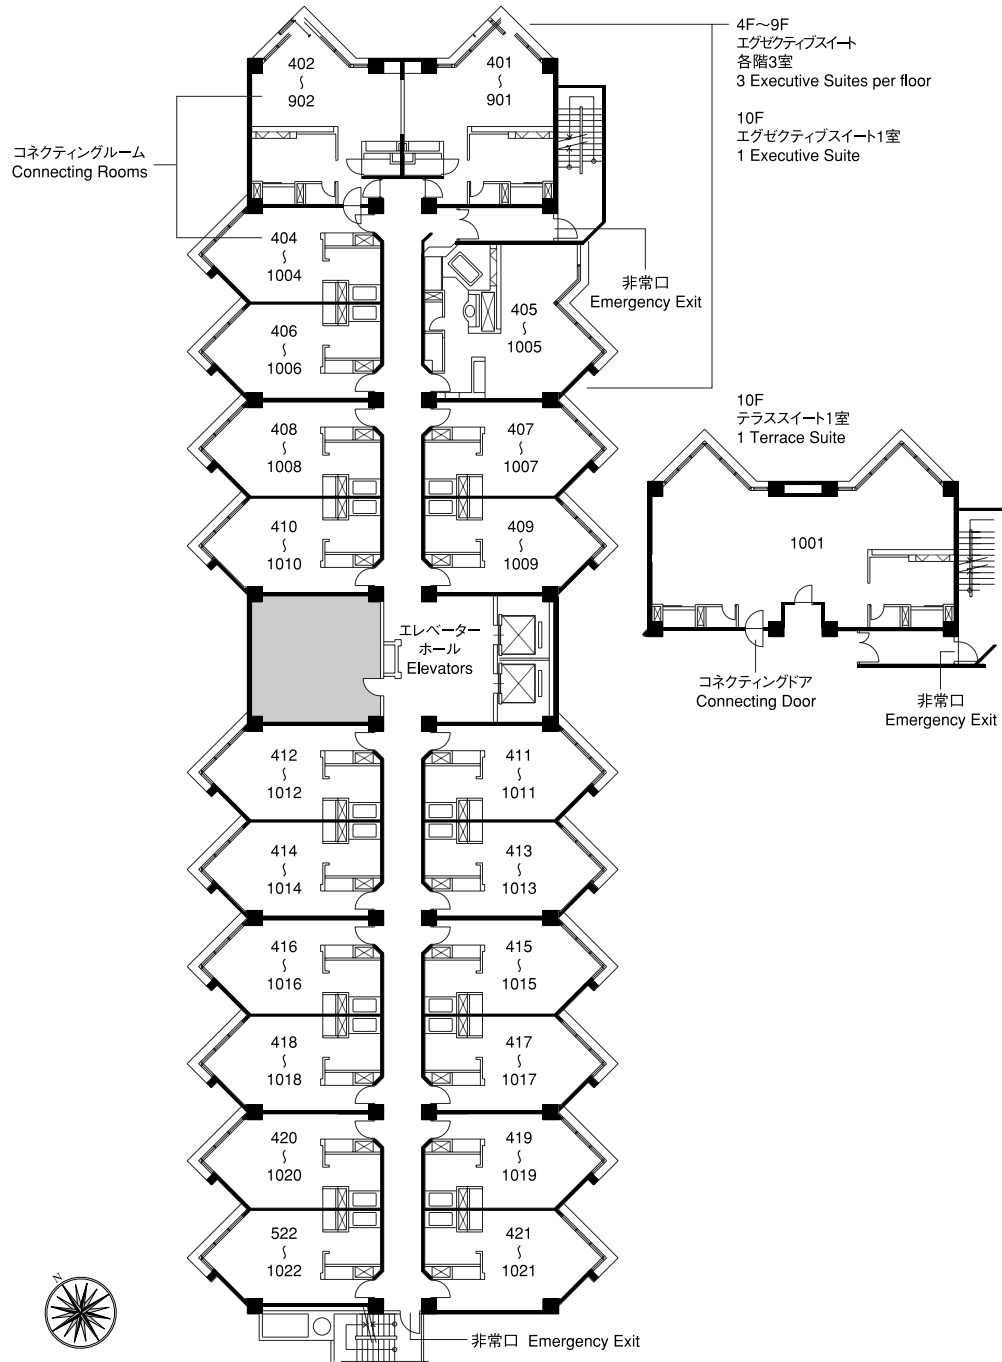 4F〜9F
エグゼクティブスイート
各階3室
3 Executive Suites per floor
10F
エグゼクティブスイート1室
1 Executive Suite
402
〜
902
401
〜
901
コネクティングルーム
Connecting Rooms
404
〜
1004
非常口
Emergency Exit
405
〜
1005
406
〜
1006
408
〜
1008
407
〜
1007
410
〜
1010
409
〜
1009
10F
テラススイート1室
1 Terrace Suite
1001
コネクティングドア
Connecting Door
非常口
Emergency Exit
エレベーター
ホール
Elevators
412
〜
1012
411
〜
1011
414
〜
1014
413
〜
1013
416
〜
1016
415
〜
1015
418
〜
1018
417
〜
1017
420
〜
1020
419
〜
1019
522
〜
1022
421
〜
1021
N
非常口 Emergency Exit